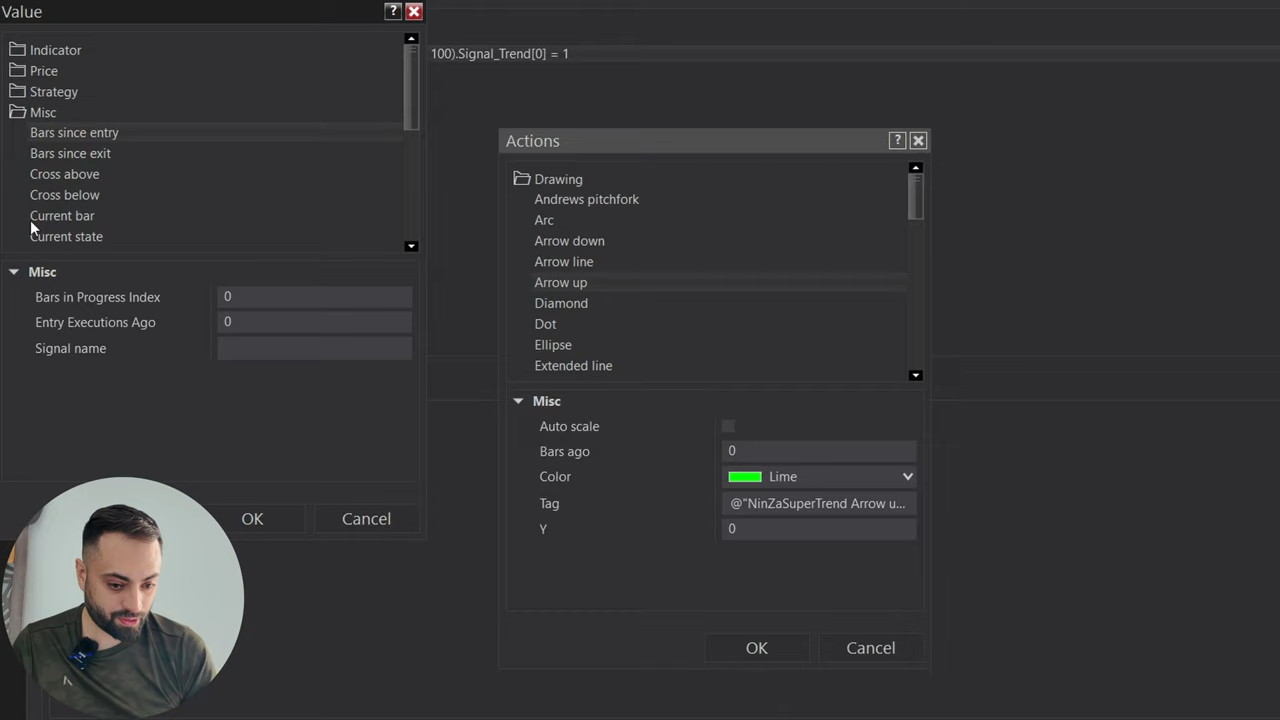 Value
?
Indicator
Price
Strategy
Misc
Bars since entry
Bars since exit
Cross above
Cross below
Current bar
Current state
Misc
Bars in Progress Index 0
Entry Executions Ago 0
Signal name
OK Cancel
100).Signal_Trend[0] = 1
Actions
?
Drawing
Andrews pitchfork
Arc
Arrow down
Arrow line
Arrow up
Diamond
Dot
Ellipse
Extended line
Misc
Auto scale
Bars ago 0
Color Lime
Tag @"NinZaSuperTrend Arrow u...
Y 0
OK Cancel